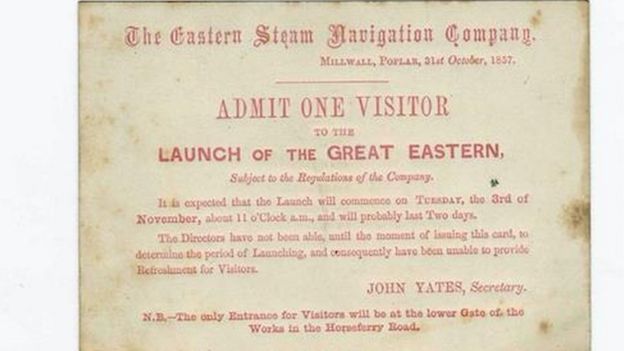 The Eastern Steam Navigation Company.
MILLWALL, POPLAR, 31st October, 1857.
ADMIT ONE VISITOR
TO THE
LAUNCH OF THE GREAT EASTERN,
Subject to the Regulations of the Company.
It is expected that the Launch will commence on TUESDAY, the 3rd of
November, about 11 o'Clock a.m., and will probably last Two days.
The Directors have not been able, until the moment of issuing this card, to
determine the period of Launching, and consequently have been unable to provide
Refreshment for Visitors.
JOHN YATES, Secretary.
N.B.—The only Entrance for Visitors will be at the lower Gate of the
Works in the Horseferry Road.